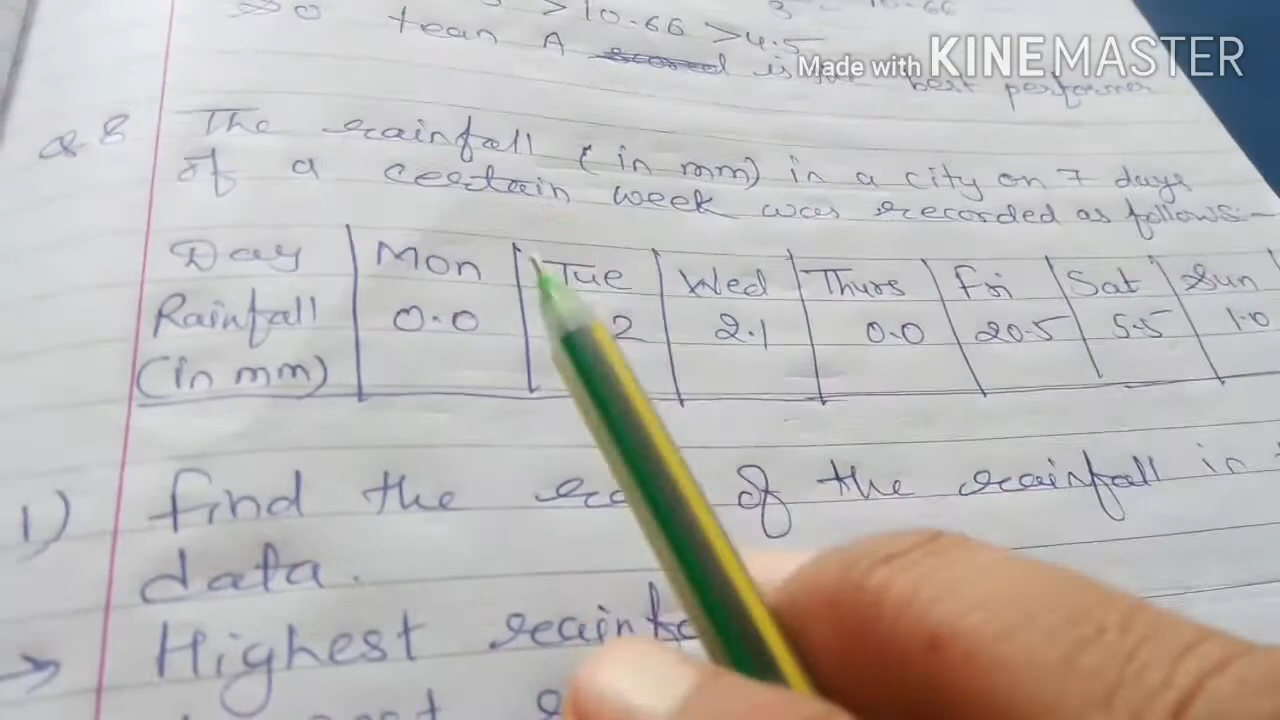 > 10.66 > 4.5
tean A is best performer
Made with KINEMASTER
Q.8 The rainfall (in mm) in a city on 7 days
of a certain week was recorded as follows:-
Day Mon Tue Wed Thurs Fri Sat Sun
Rainfall 0.0 2 2.1 0.0 20.5 5.5 1.0
(in mm)
1) Find the of the rainfall in
data.
→ Highest